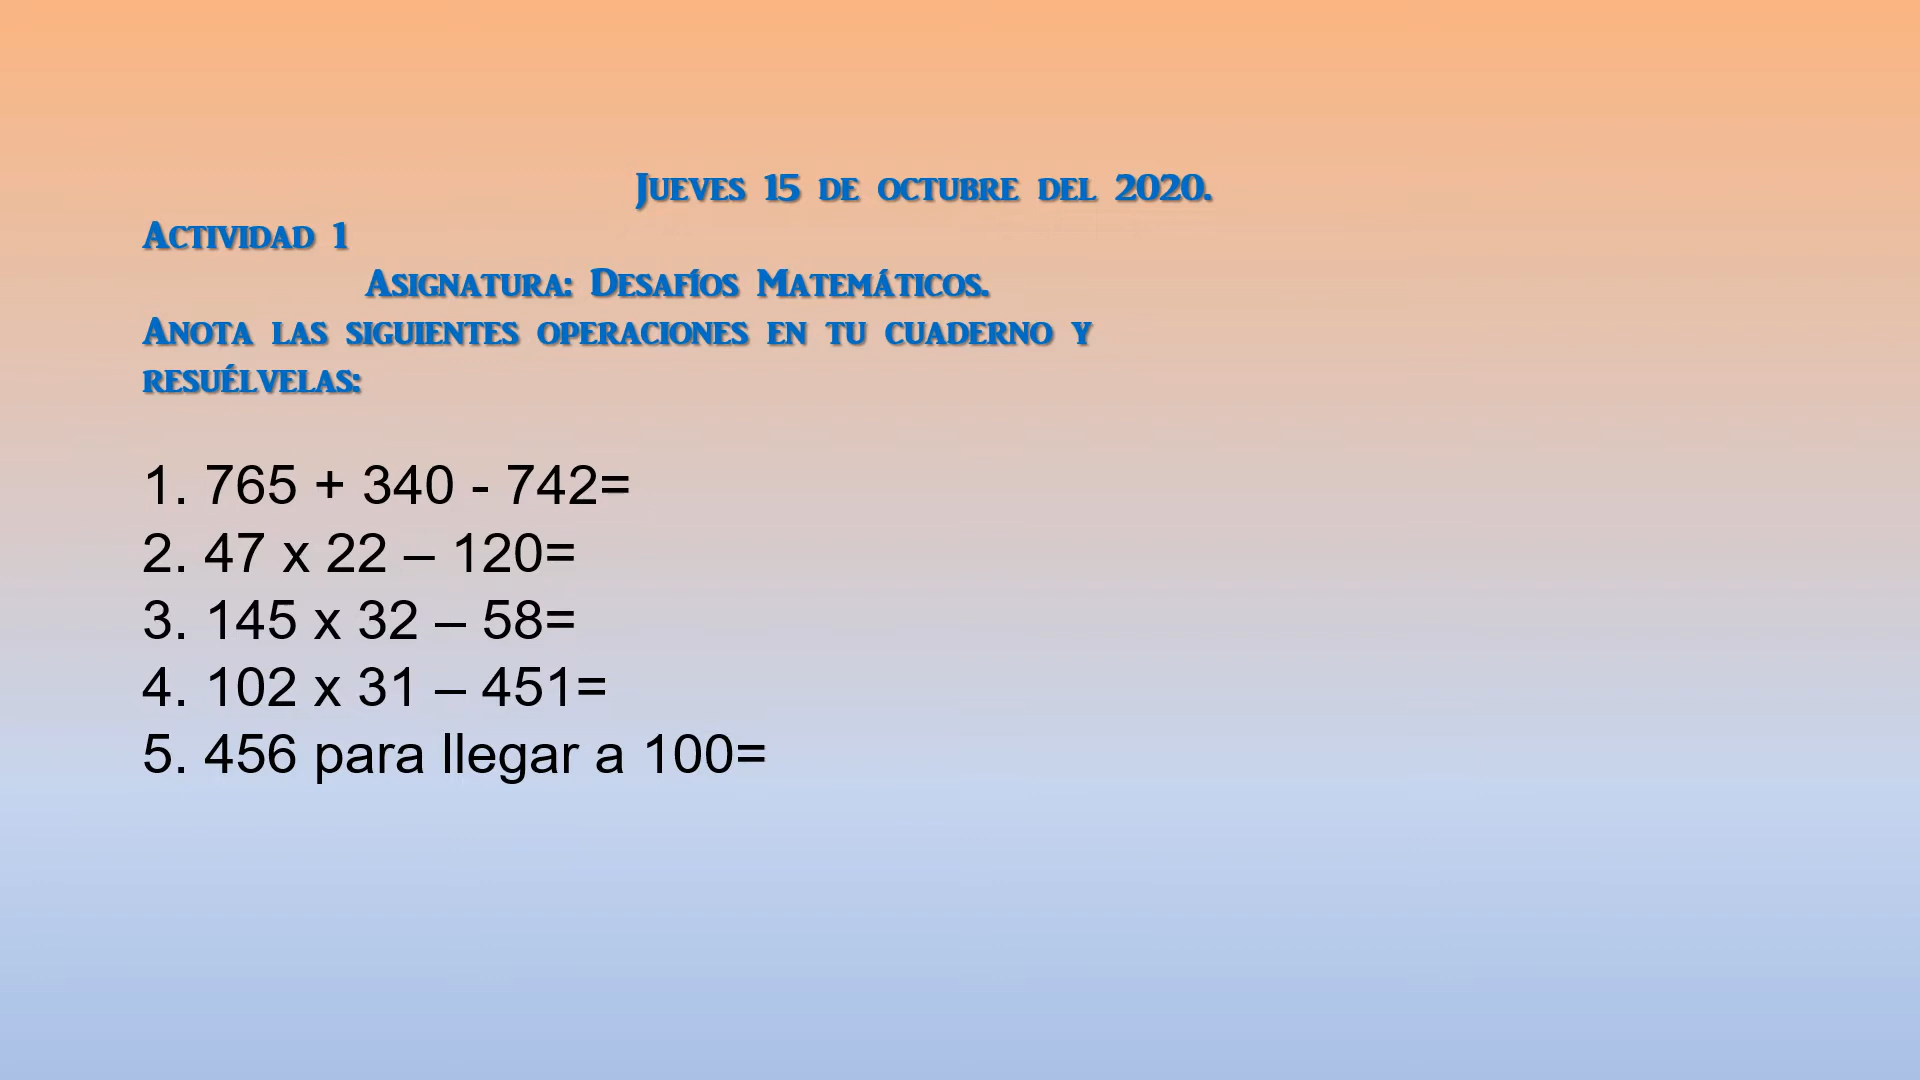 Jueves 15 de octubre del 2020.
Actividad 1
Asignatura: Desafíos Matemáticos.
Anota las siguientes operaciones en tu cuaderno y
resuélvelas:
1. 765 + 340 - 742=
2. 47 x 22 – 120=
3. 145 x 32 – 58=
4. 102 x 31 – 451=
5. 456 para llegar a 100=